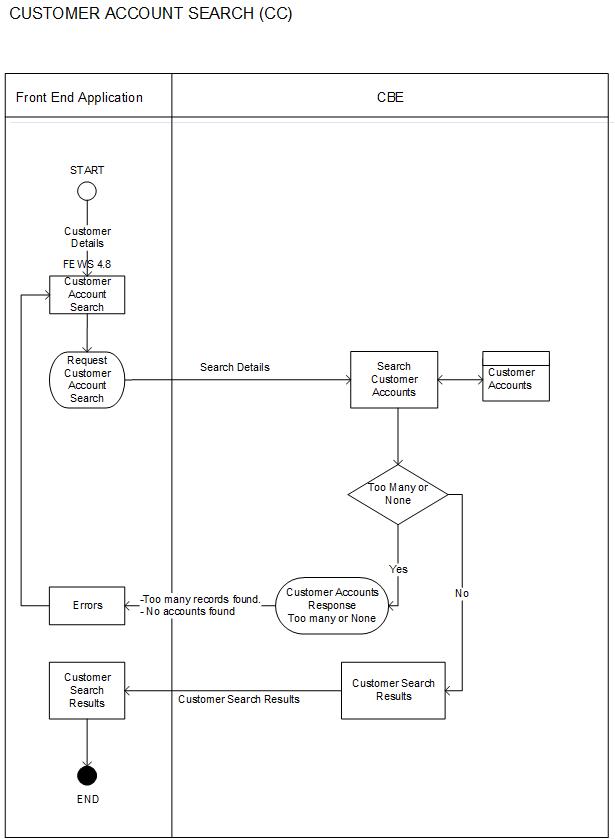 CUSTOMER ACCOUNT SEARCH (CC)
Front End Application
CBE
START
Customer
Details
FE WS 4.8
Customer
Account
Search
Request
Customer
Account
Search
Search Details
Search
Customer
Accounts
Customer
Accounts
Too Many or
None
Yes
No
Customer Accounts
Response
Too many or None
-Too many records found.
- No accounts found
Errors
Customer
Search
Results
Customer Search Results
Customer Search
Results
END